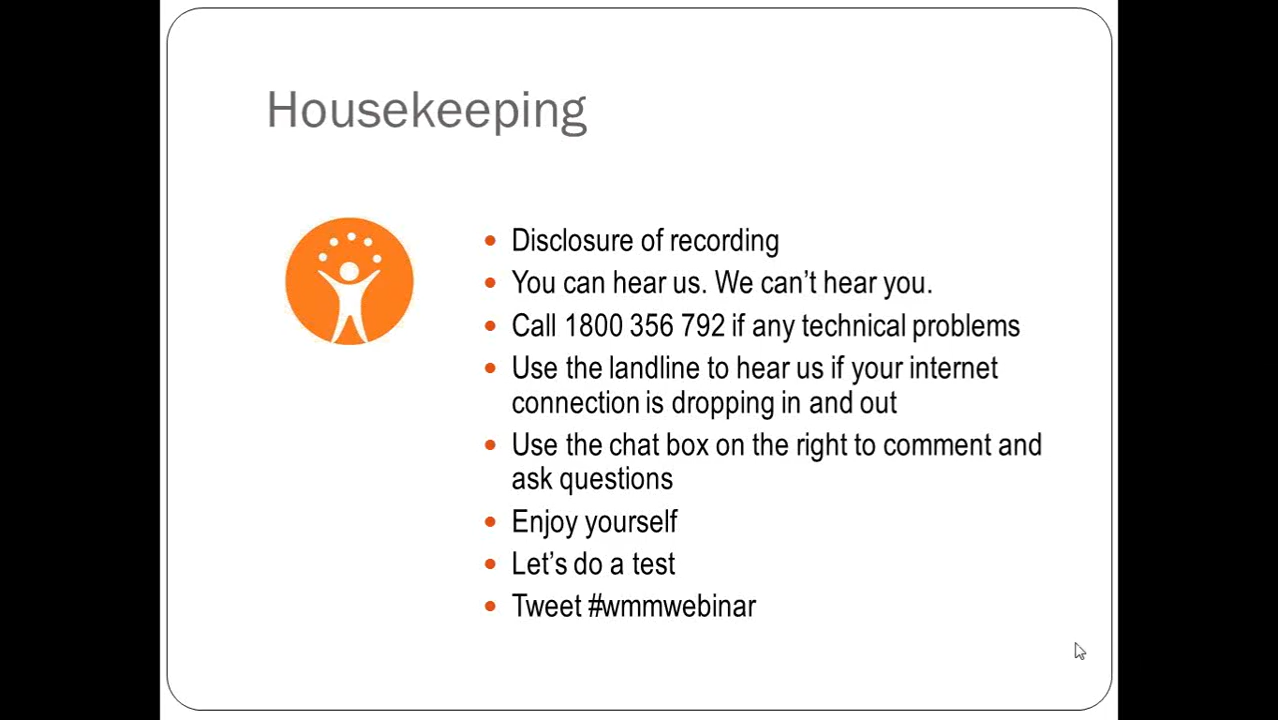 Housekeeping
Disclosure of recording
You can hear us. We can't hear you.
Call 1800 356 792 if any technical problems
Use the landline to hear us if your internet
connection is dropping in and out
Use the chat box on the right to comment and
ask questions
Enjoy yourself
Let's do a test
Tweet #wmmwebinar